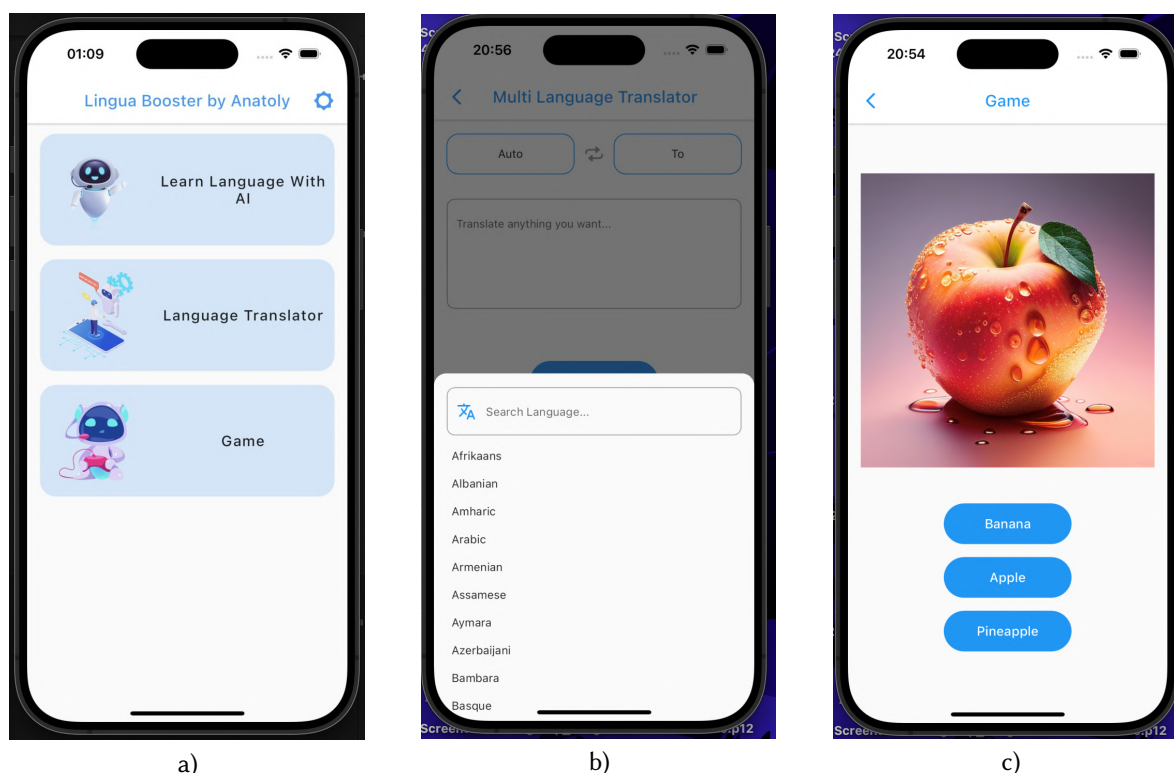 01:09
Lingua Booster by Anatoly
Learn Language With
AI
Language Translator
Game
a)
20:56
Multi Language Translator
Auto
To
Translate anything you want...
Search Language...
Afrikaans
Albanian
Amharic
Arabic
Armenian
Assamese
Aymara
Azerbaijani
Bambara
Basque
b)
20:54
Game
Banana
Apple
Pineapple
c)